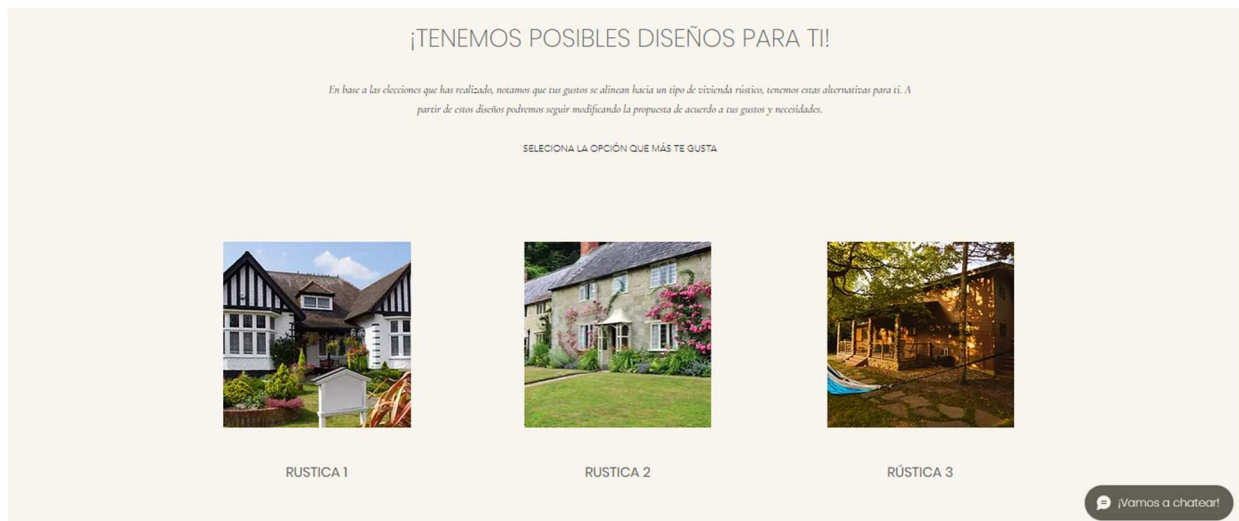 ¡TENEMOS POSIBLES DISEÑOS PARA TI!
En base a las elecciones que has realizado, notamos que tus gustos se alinean hacia un tipo de vivienda rústico, tenemos estas alternativas para ti. A
partir de estos diseños podremos seguir modificando la propuesta de acuerdo a tus gustos y necesidades.
SELECIONA LA OPCIÓN QUE MÁS TE GUSTA
RUSTICA 1
RUSTICA 2
RÚSTICA 3
¡Vamos a chatear!